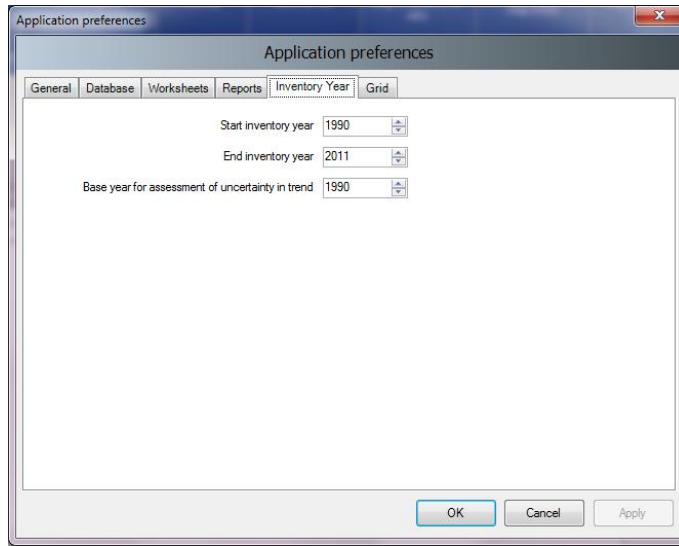 Application preferences
Application preferences
General Database Worksheets Reports Inventory Year Grid
Start inventory year 1990
End inventory year 2011
Base year for assessment of uncertainty in trend 1990
OK Cancel Apply